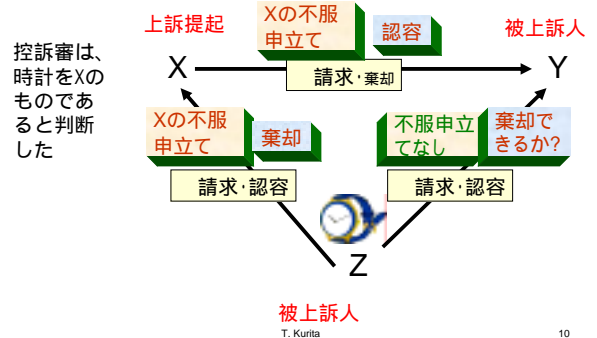 上訴提起
Xの不服
申立て
認容
被上訴人
控訴審は、
時計をXの
ものであ
ると判断
した
X
Y
請求・棄却
Xの不服
申立て
棄却
不服申立
てなし
棄却で
きるか?
請求・認容
請求・認容
Z
被上訴人
T. Kurita
10